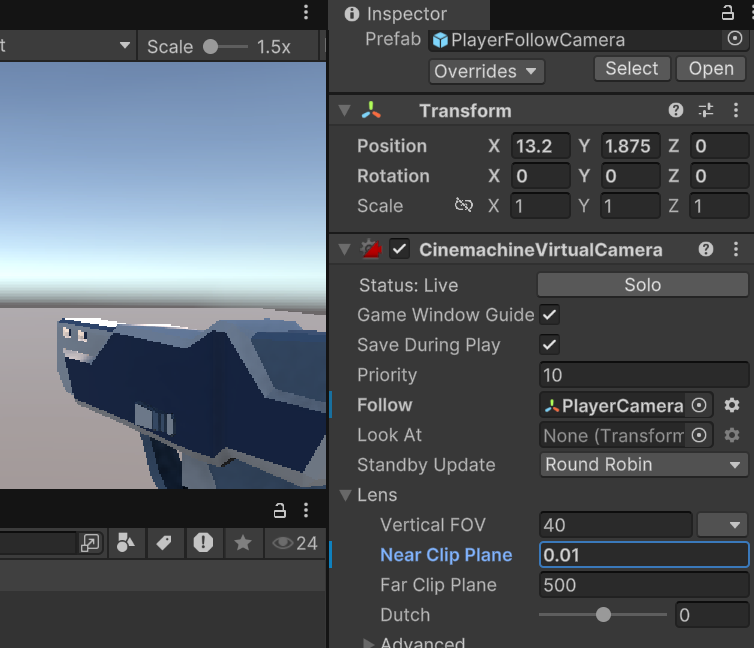 Inspector
t Scale 1.5x
Prefab PlayerFollowCamera
Overrides Select Open
Transform
Position X 13.2 Y 1.875 Z 0
Rotation X 0 Y 0 Z 0
Scale X 1 Y 1 Z 1
CinemachineVirtualCamera
Status: Live Solo
Game Window Guide
Save During Play
Priority 10
Follow PlayerCamera
Look At None (Transform
Standby Update Round Robin
Lens
Vertical FOV 40
24 Near Clip Plane 0.01
Far Clip Plane 500
Dutch 0
Advanced